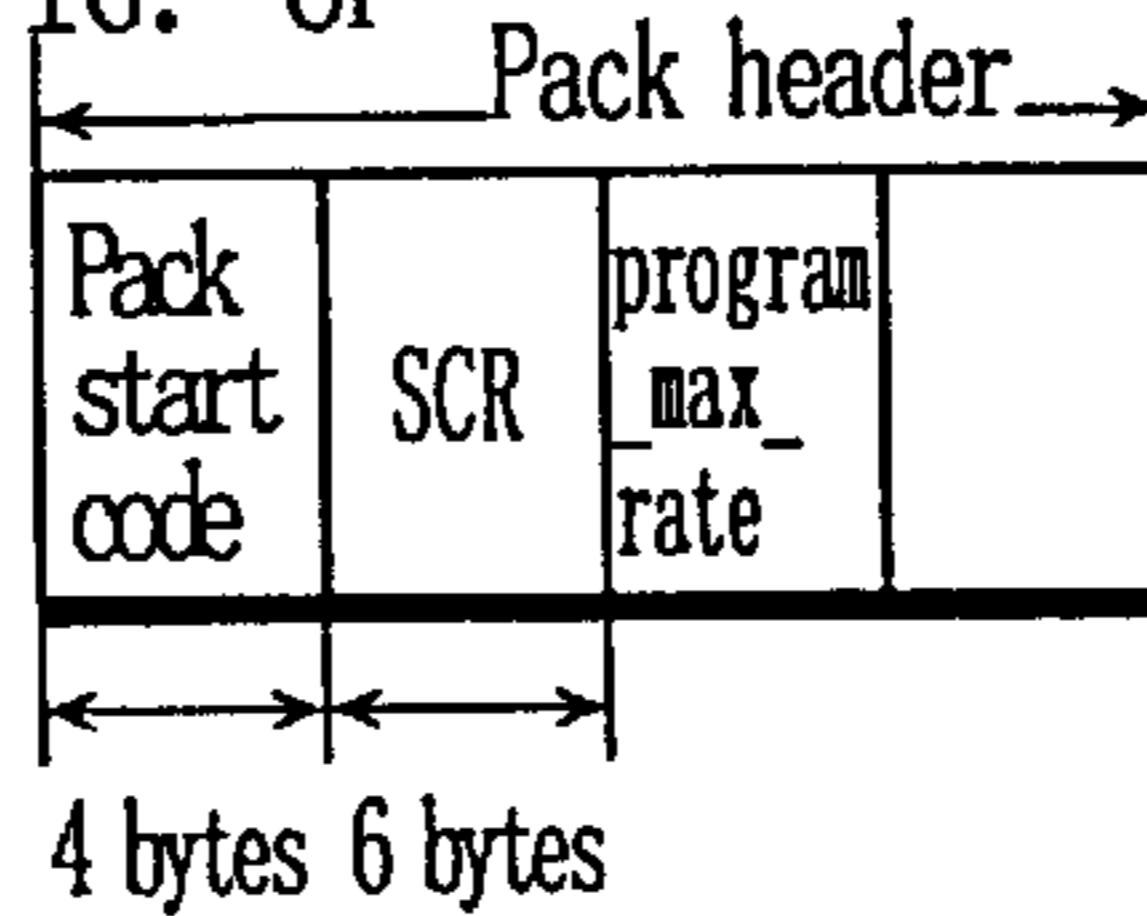 Pack header
Pack
start
code
SCR
program
_max_
rate
4 bytes 6 bytes